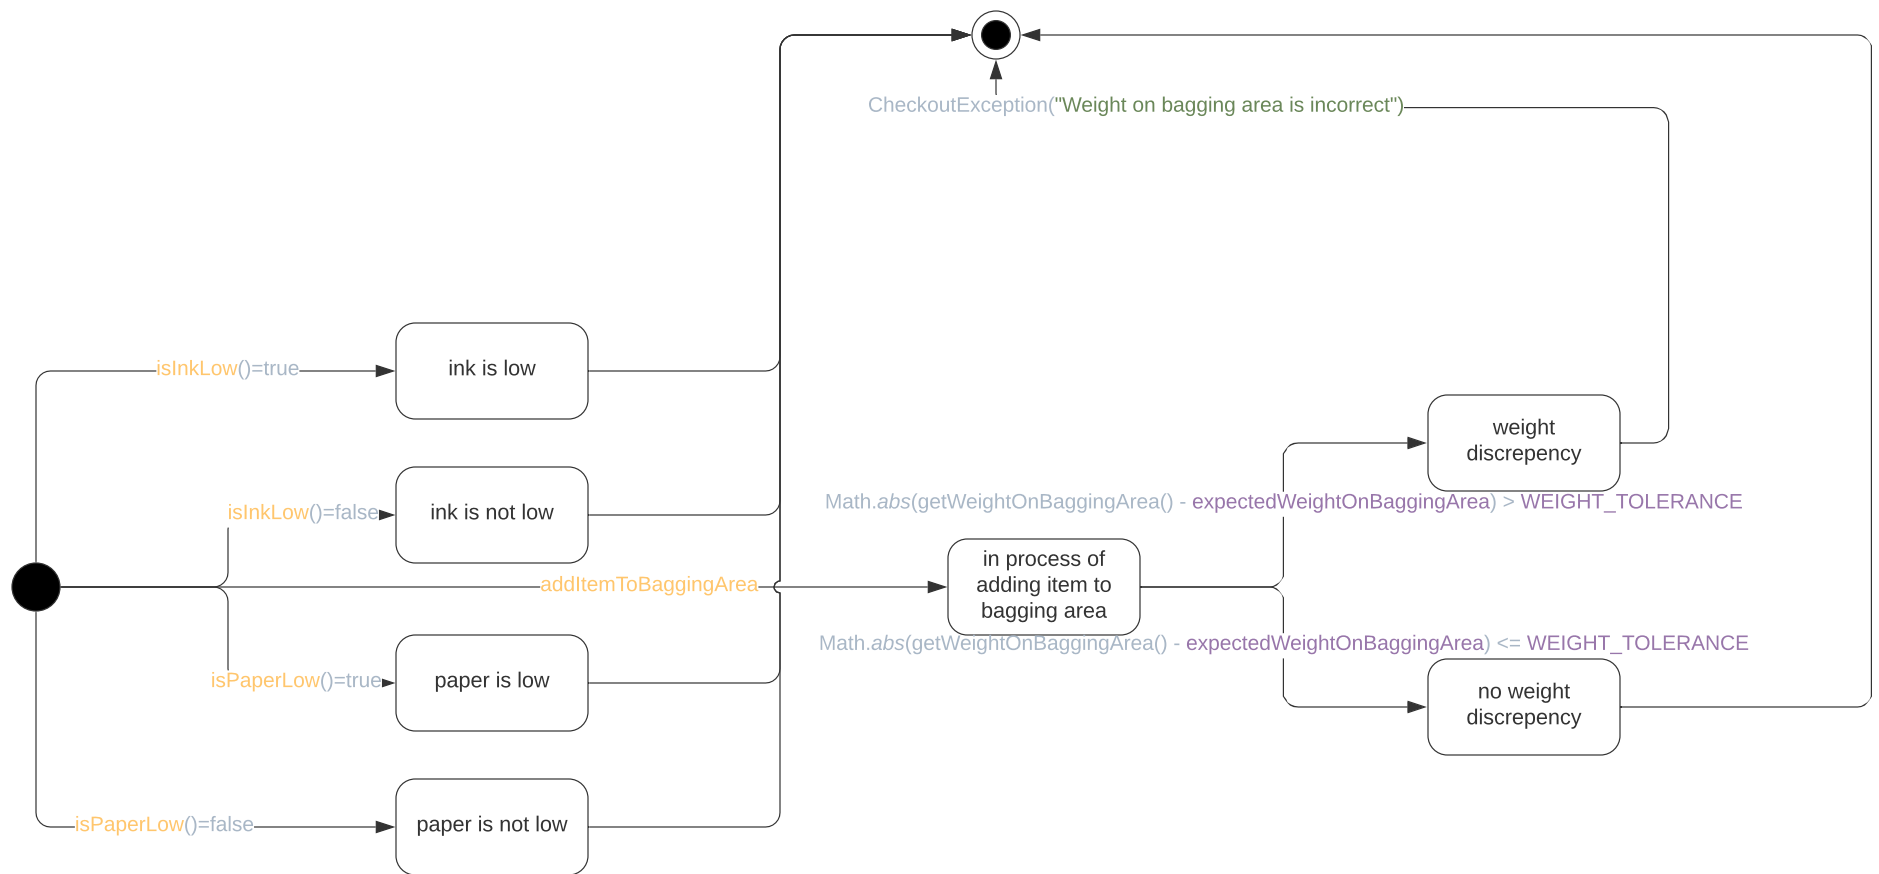 CheckoutException("Weight on bagging area is incorrect")
isInkLow()=true
ink is low
weight
discrepency
isInkLow()=false
ink is not low
Math.abs(getWeightOnBaggingArea() - expectedWeightOnBaggingArea) > WEIGHT_TOLERANCE
addItemToBaggingArea
in process of
adding item to
bagging area
Math.abs(getWeightOnBaggingArea() - expectedWeightOnBaggingArea) <= WEIGHT_TOLERANCE
isPaperLow()=true
paper is low
no weight
discrepency
isPaperLow()=false
paper is not low